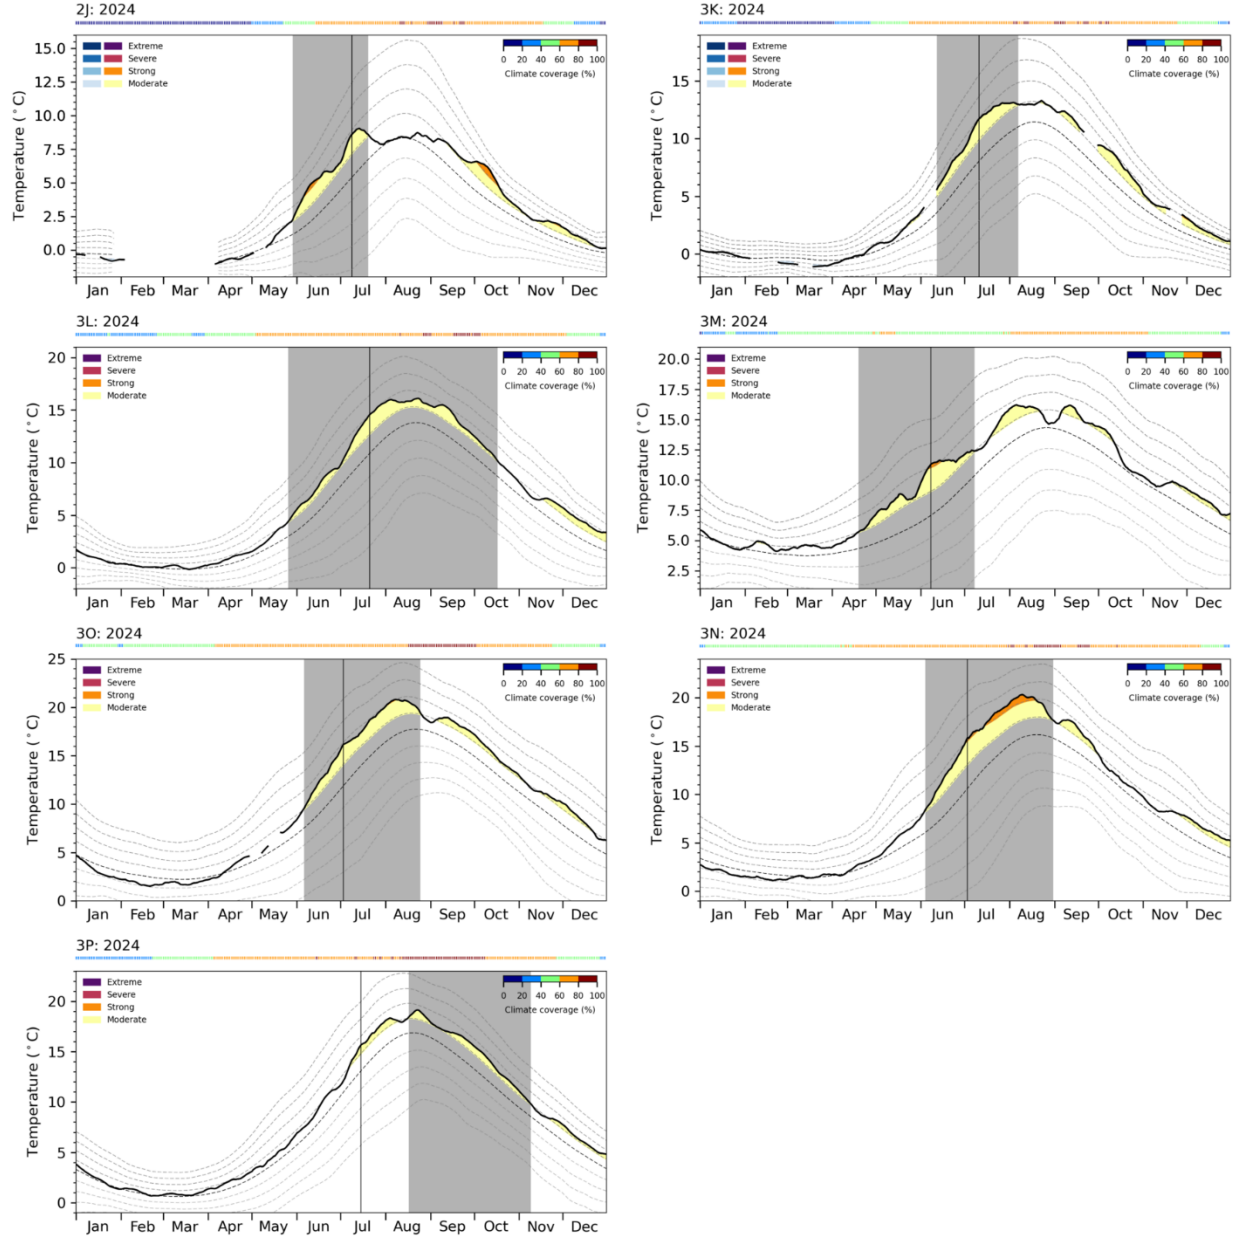 2J: 2024
Temperature (°C)
15.0
12.5
10.0
7.5
5.0
2.5
0.0
Extreme
Severe
Strong
Moderate
0 20 40 60 80 100
Climate coverage (%)
Jan Feb Mar Apr May Jun Jul Aug Sep Oct Nov Dec
3K: 2024
Temperature (°C)
15
10
5
0
Extreme
Severe
Strong
Moderate
0 20 40 60 80 100
Climate coverage (%)
Jan Feb Mar Apr May Jun Jul Aug Sep Oct Nov Dec
3L: 2024
Temperature (°C)
20
15
10
5
0
Extreme
Severe
Strong
Moderate
0 20 40 60 80 100
Climate coverage (%)
Jan Feb Mar Apr May Jun Jul Aug Sep Oct Nov Dec
3M: 2024
Temperature (°C)
20.0
17.5
15.0
12.5
10.0
7.5
5.0
2.5
Extreme
Severe
Strong
Moderate
0 20 40 60 80 100
Climate coverage (%)
Jan Feb Mar Apr May Jun Jul Aug Sep Oct Nov Dec
3O: 2024
Temperature (°C)
25
20
15
10
5
0
Extreme
Severe
Strong
Moderate
0 20 40 60 80 100
Climate coverage (%)
Jan Feb Mar Apr May Jun Jul Aug Sep Oct Nov Dec
3N: 2024
Temperature (°C)
20
15
10
5
0
Extreme
Severe
Strong
Moderate
0 20 40 60 80 100
Climate coverage (%)
Jan Feb Mar Apr May Jun Jul Aug Sep Oct Nov Dec
3P: 2024
Temperature (°C)
20
15
10
5
0
Extreme
Severe
Strong
Moderate
0 20 40 60 80 100
Climate coverage (%)
Jan Feb Mar Apr May Jun Jul Aug Sep Oct Nov Dec